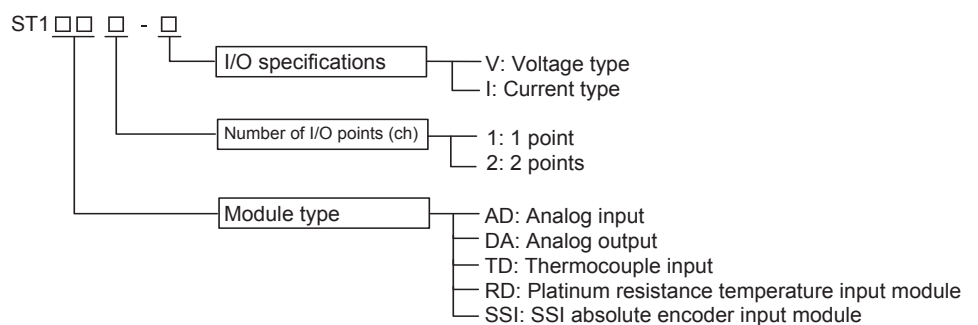 ST1□□ □ - □
I/O specifications
V: Voltage type
I: Current type
Number of I/O points (ch)
1: 1 point
2: 2 points
Module type
AD: Analog input
DA: Analog output
TD: Thermocouple input
RD: Platinum resistance temperature input module
SSI: SSI absolute encoder input module